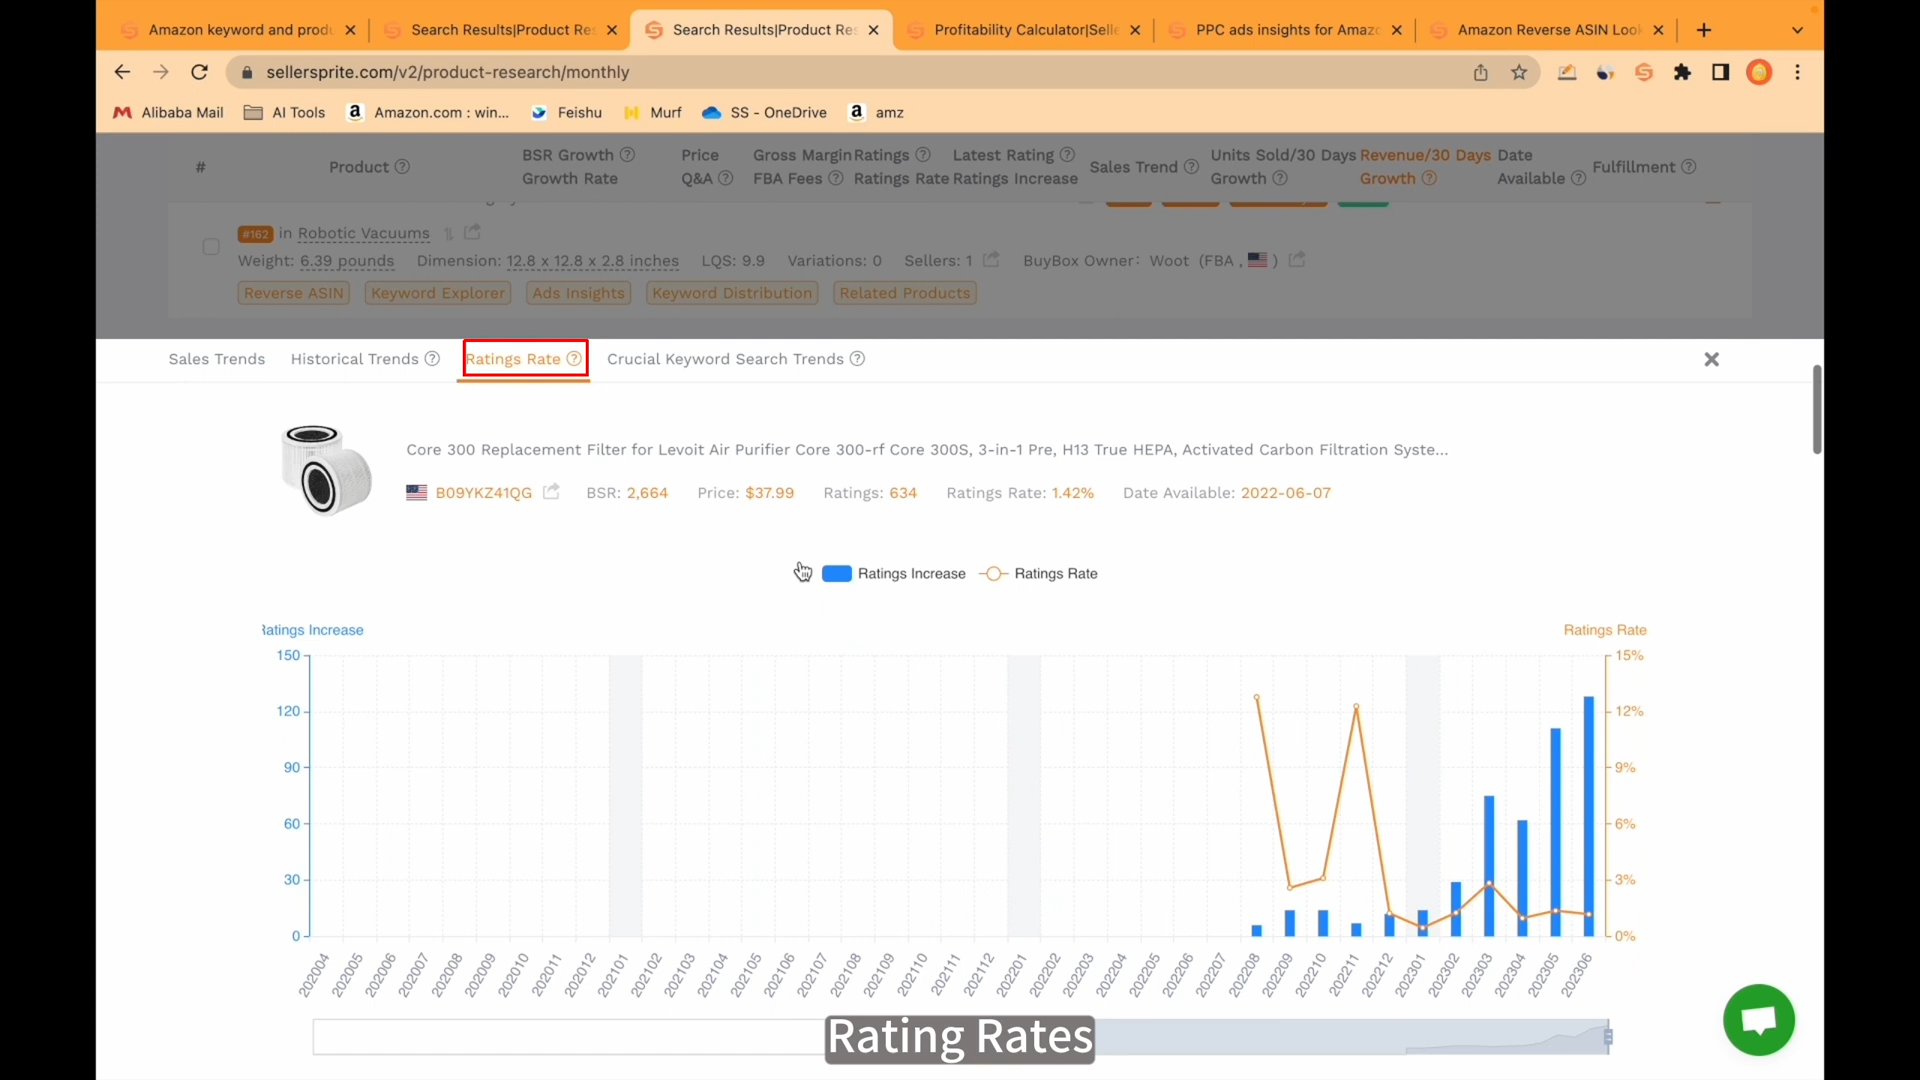 Amazon keyword and produ
Search Results|Product Res
Search Results|Product Res
Profitability Calculator|Selle
PPC ads insights for Amazo
Amazon Reverse ASIN Look
sellersprite.com/v2/product-research/monthly
Alibaba Mail
AI Tools
Amazon.com : win...
Feishu
Murf
SS - OneDrive
amz
#
Product
BSR Growth
Growth Rate
Price
Q&A
Gross Margin
FBA Fees
Ratings
Ratings Rate
Latest Rating
Ratings Increase
Sales Trend
Units Sold/30 Days
Growth
Revenue/30 Days
Growth
Date
Available
Fulfillment
#162 in Robotic Vacuums
Weight: 6.39 pounds Dimension: 12.8 x 12.8 x 2.8 inches LQS: 9.9 Variations: 0 Sellers: 1 BuyBox Owner: Woot (FBA , )
Reverse ASIN Keyword Explorer Ads Insights Keyword Distribution Related Products
Sales Trends Historical Trends Ratings Rate Crucial Keyword Search Trends
Core 300 Replacement Filter for Levoit Air Purifier Core 300-rf Core 300S, 3-in-1 Pre, H13 True HEPA, Activated Carbon Filtration Syste...
B09YKZ41QG BSR: 2,664 Price: $37.99 Ratings: 634 Ratings Rate: 1.42% Date Available: 2022-06-07
Ratings Increase Ratings Rate
Ratings Increase
Ratings Rate
150
120
90
60
30
0
15%
12%
9%
6%
3%
0%
202004 202005 202006 202007 202008 202009 202010 202011 202012 202101 202102 202103 202104 202105 202106 202107 202108 202109 202110 202111 202112 202201 202202 202203 202204 202205 202206 202207 202208 202209 202210 202211 202212 202301 202302 202303 202304 202305 202306
Rating Rates